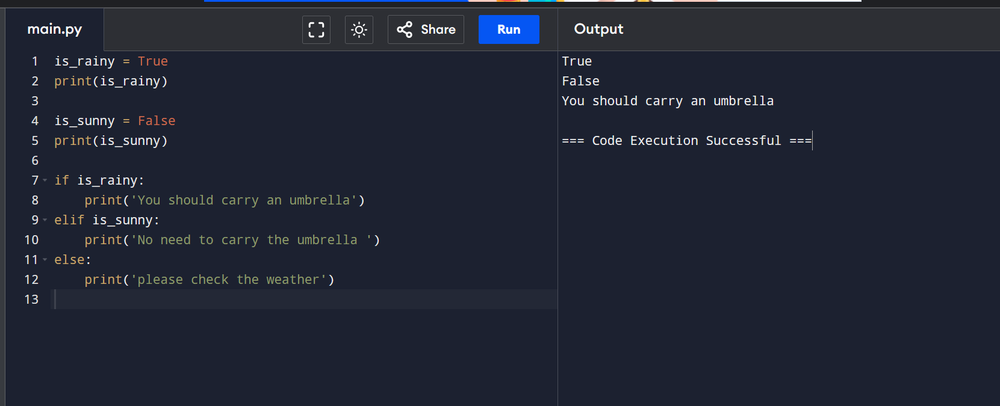 main.py
Share
Run
Output
1 is_rainy = True
2 print(is_rainy)
3
4 is_sunny = False
5 print(is_sunny)
6
7 if is_rainy:
8     print('You should carry an umbrella')
9 elif is_sunny:
10     print('No need to carry the umbrella ')
11 else:
12     print('please check the weather')
13
True
False
You should carry an umbrella
=== Code Execution Successful ===